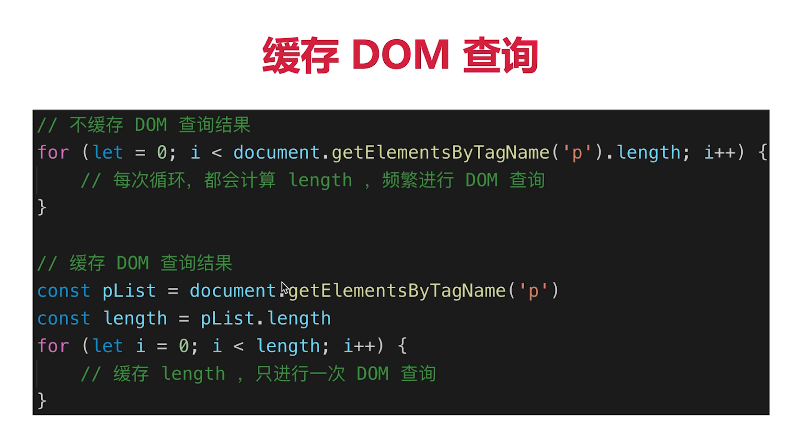 缓存 DOM 查询
// 不缓存 DOM 查询结果
for (let = 0; i < document.getElementsByTagName('p').length; i++) {
// 每次循环，都会计算 length ，频繁进行 DOM 查询
}
// 缓存 DOM 查询结果
const pList = document.getElementsByTagName('p')
const length = pList.length
for (let i = 0; i < length; i++) {
// 缓存 length ，只进行一次 DOM 查询
}